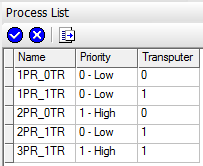 Process List
Name Priority Transputer
1PR_0TR 0 - Low 0
1PR_1TR 0 - Low 1
2PR_0TR 1 - High 0
2PR_1TR 0 - Low 1
3PR_1TR 1 - High 1